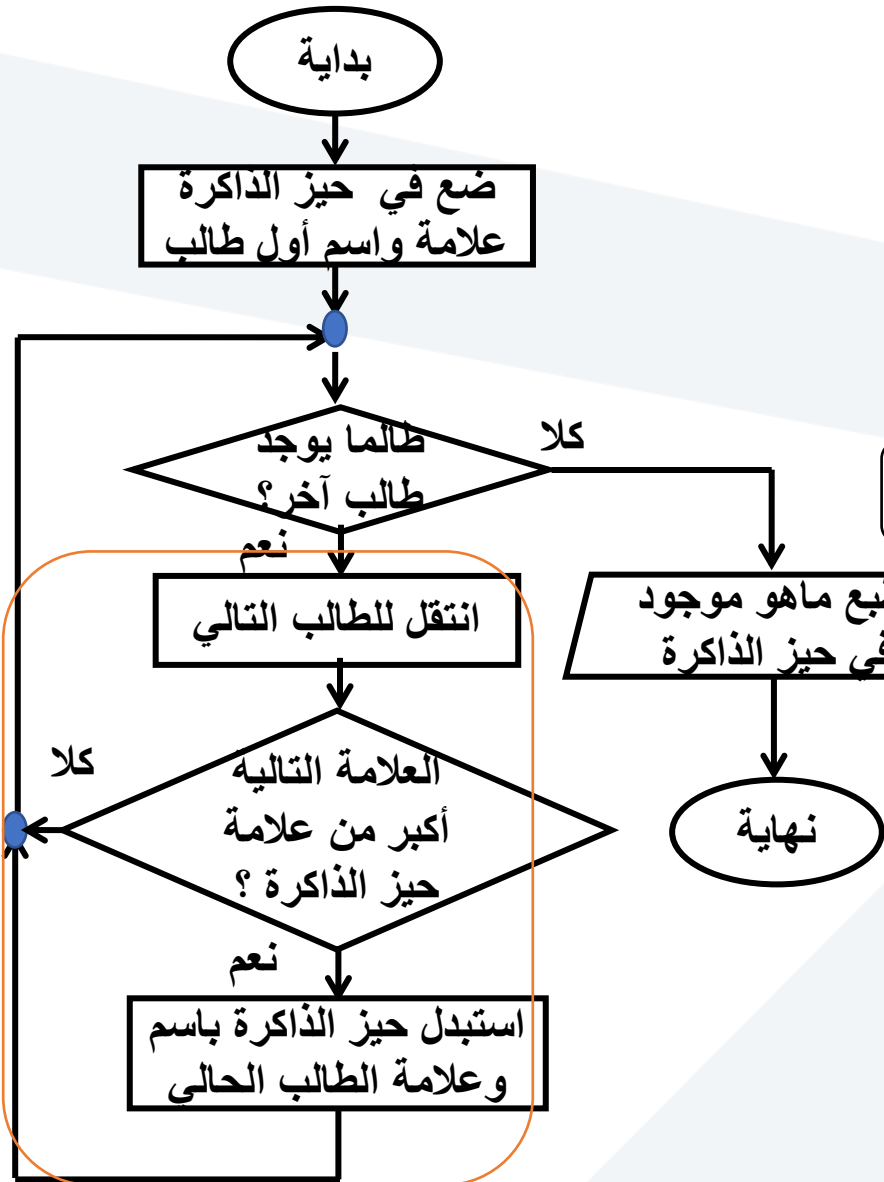 بداية
ضع في حيز الذاكرة
علامة واسم أول طالب
طالما يوجد
طالب آخر؟
كلا
نعم
انتقل للطالب التالي
العلامة التالية
أكبر من علامة
حيز الذاكرة ؟
كلا
نعم
استبدل حيز الذاكرة باسم
وعلامة الطالب الحالي
ماهو موجود
في حيز الذاكرة
نهاية